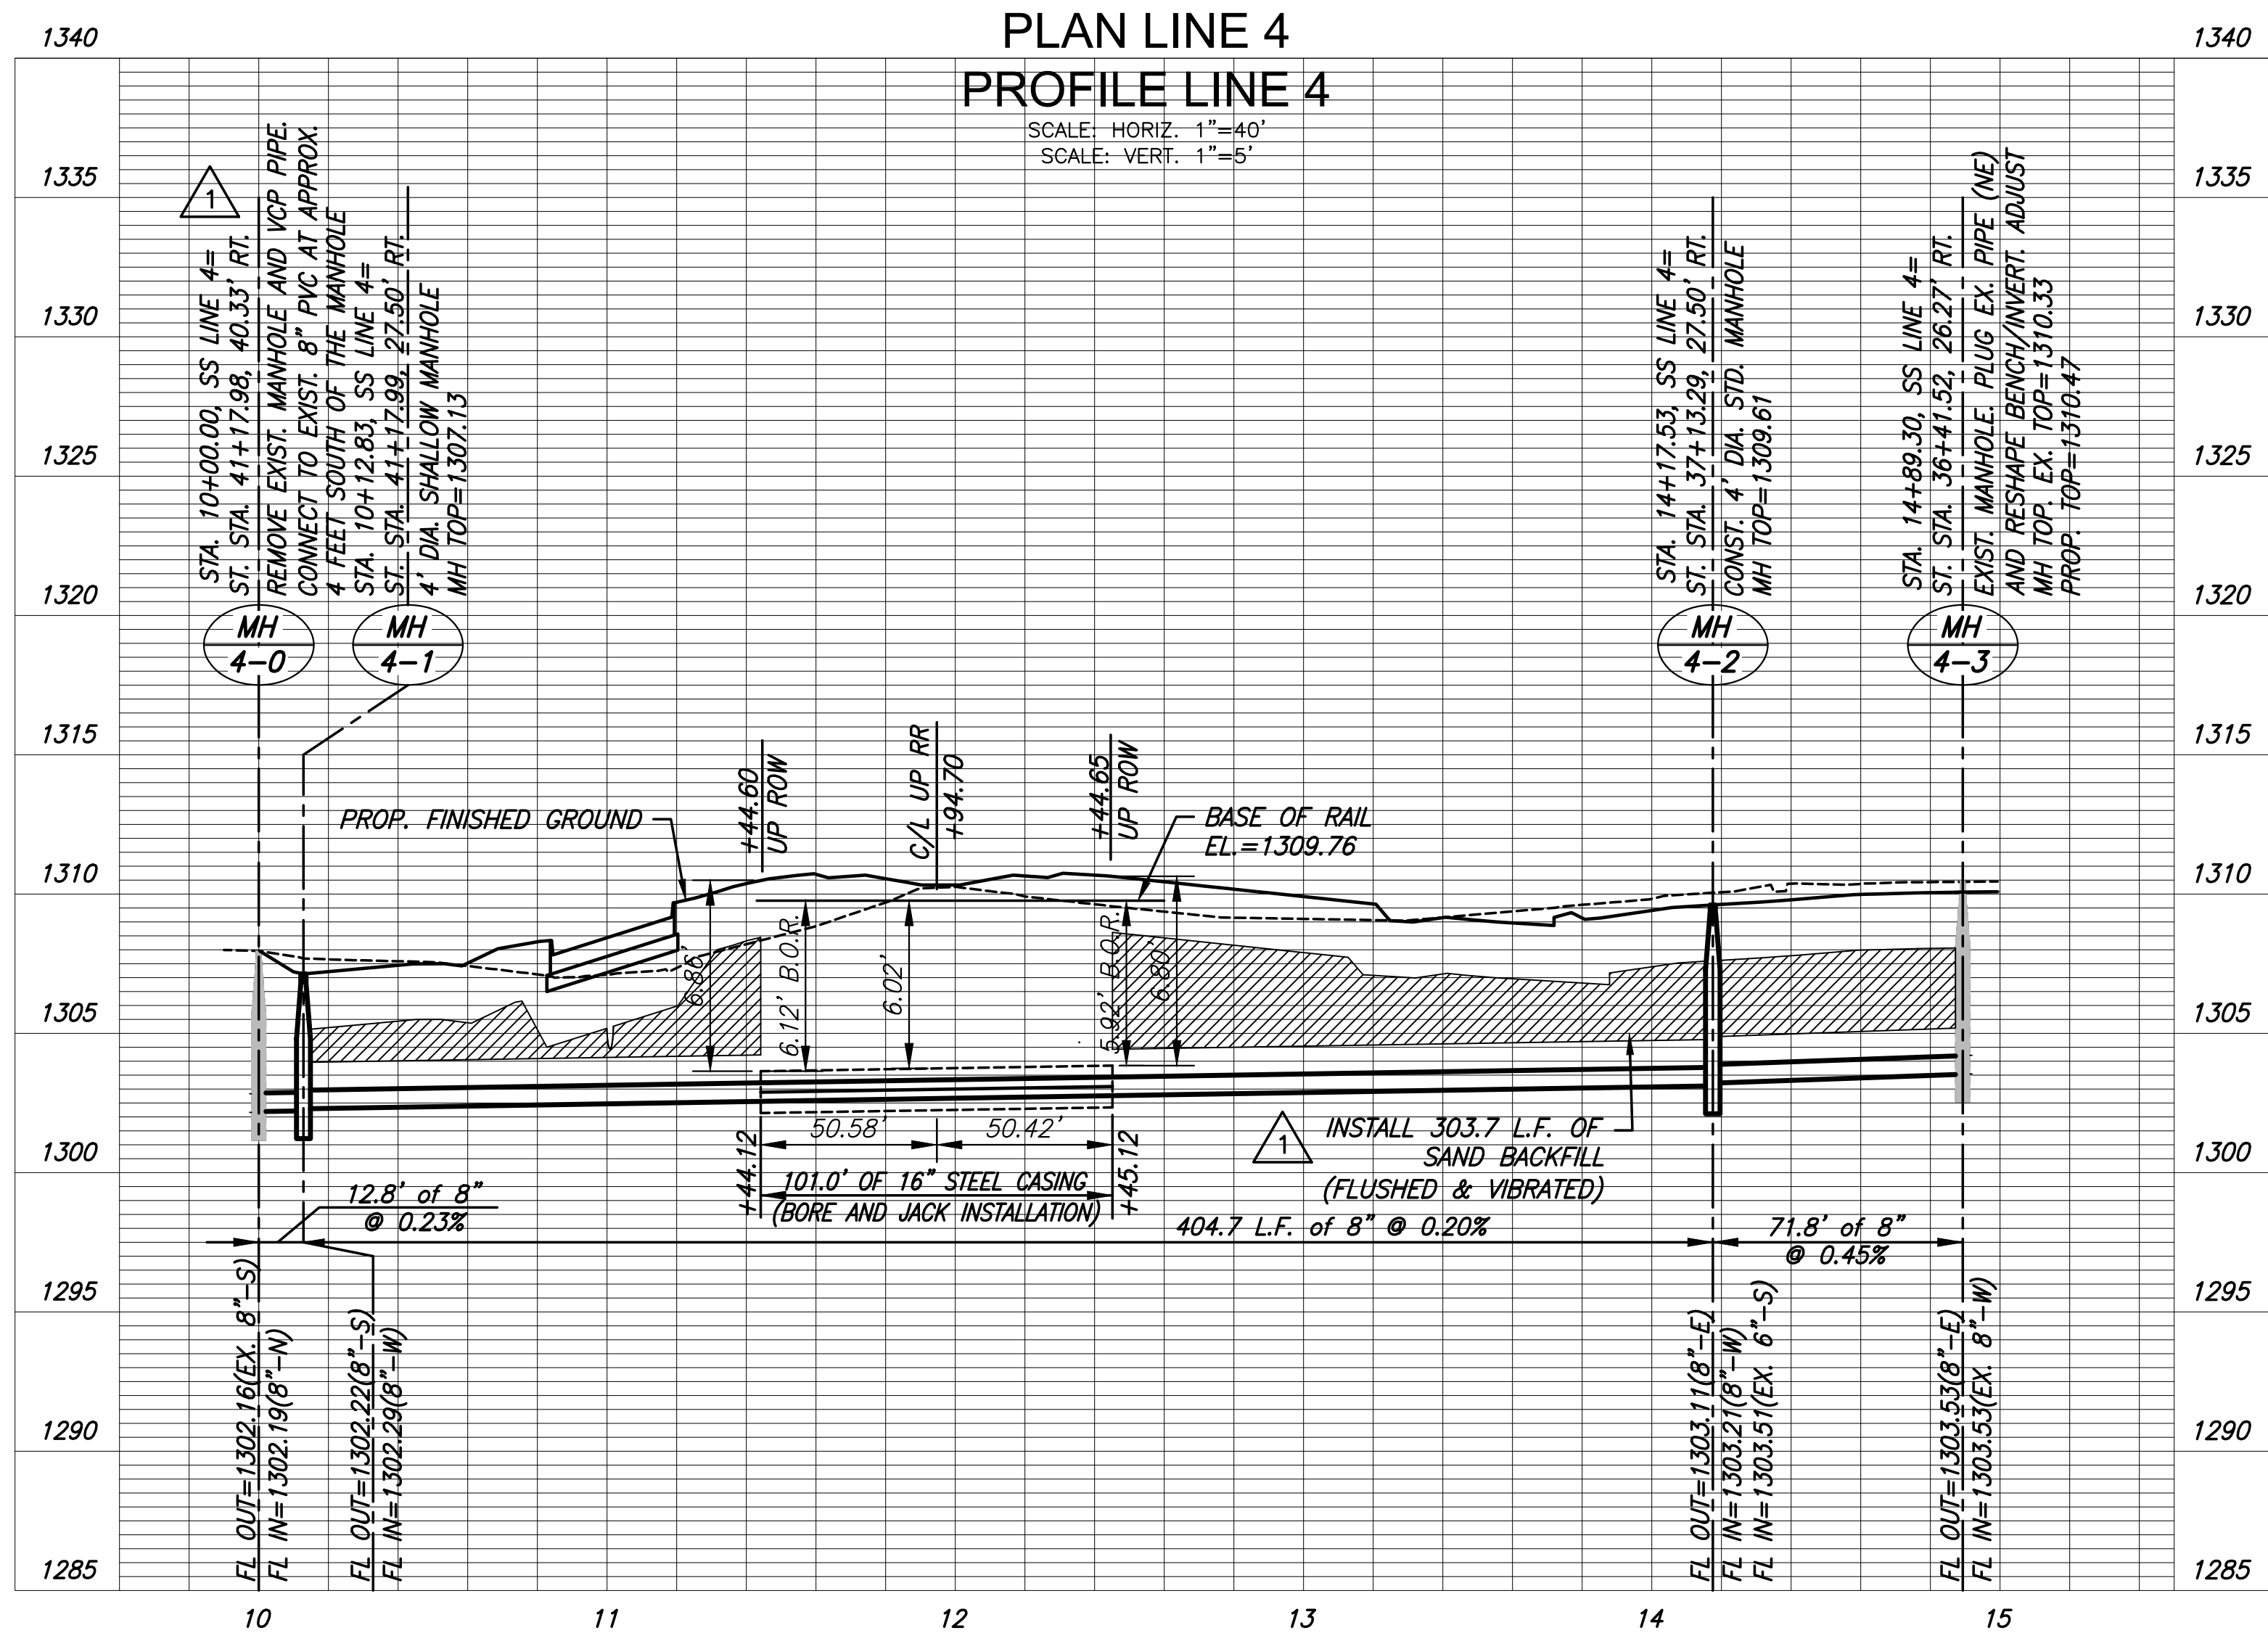 PLAN LINE 4
PROFILE LINE 4
SCALE: HORIZ. 1"=40'
SCALE: VERT. 1"=5'
1340
1335
1330
1325
1320
1315
1310
1305
1300
1295
1290
1285
1340
1335
1330
1325
1320
1315
1310
1305
1300
1295
1290
1285
1
STA. 10+00.00, SS LINE 4=
ST. STA. 41+17.98, 40.33' RT.
REMOVE EXIST. MANHOLE AND VCP PIPE.
CONNECT TO EXIST. 8" PVC AT APPROX.
4 FEET SOUTH OF THE MANHOLE
STA. 10+12.83, SS LINE 4=
ST. STA. 41+17.99, 27.50' RT.
4' DIA. SHALLOW MANHOLE
MH TOP=1307.13
STA. 14+17.53, SS LINE 4=
ST. STA. 37+13.29, 27.50' RT.
CONST. 4' DIA. STD. MANHOLE
MH TOP=1309.61
STA. 14+89.30, SS LINE 4=
ST. STA. 36+41.52, 26.27' RT.
EXIST. MANHOLE. PLUG EX. PIPE (NE)
AND RESHAPE BENCH/INVERT. ADJUST
MH TOP. EX. TOP=1310.33
PROP. TOP=1310.47
MH
4-0
MH
4-1
MH
4-2
MH
4-3
PROP. FINISHED GROUND
+44.60
UP ROW
C/L UP RR
+94.70
+44.65
UP ROW
BASE OF RAIL
EL.=1309.76
6.86'
6.12' B.O.R.
6.02'
5.92' B.O.R.
6.80'
+44.12
50.58'
50.42'
+45.12
101.0' OF 16" STEEL CASING
(BORE AND JACK INSTALLATION)
1
INSTALL 303.7 L.F. OF
SAND BACKFILL
(FLUSHED & VIBRATED)
12.8' of 8"
@ 0.23%
404.7 L.F. of 8" @ 0.20%
71.8' of 8"
@ 0.45%
FL OUT=1302.16(EX. 8"-S)
FL IN=1302.19(8"-N)
FL OUT=1302.22(8"-S)
FL IN=1302.29(8"-W)
FL OUT=1303.11(8"-E)
FL IN=1303.21(8"-W)
FL IN=1303.51(EX. 6"-S)
FL OUT=1303.53(8"-E)
FL IN=1303.53(EX. 8"-W)
10
11
12
13
14
15